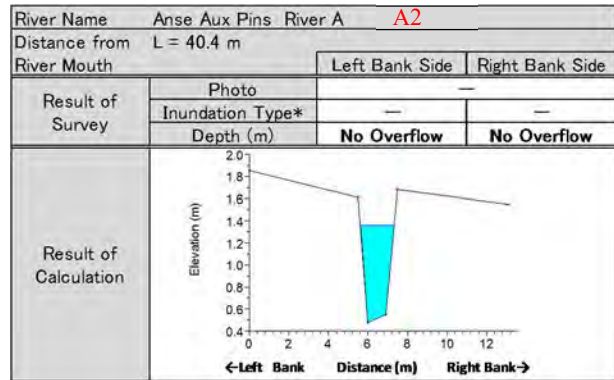 River Name Anse Aux Pins River A A2
Distance from River Mouth L = 40.4 m
Left Bank Side Right Bank Side
Result of Survey Photo —
Inundation Type* — —
Depth (m) No Overflow No Overflow
Result of Calculation
Elevation (m)
2.0
1.8
1.6
1.4
1.2
1.0
0.8
0.6
0.4
0 2 4 6 8 10 12
←Left Bank Distance (m) Right Bank→